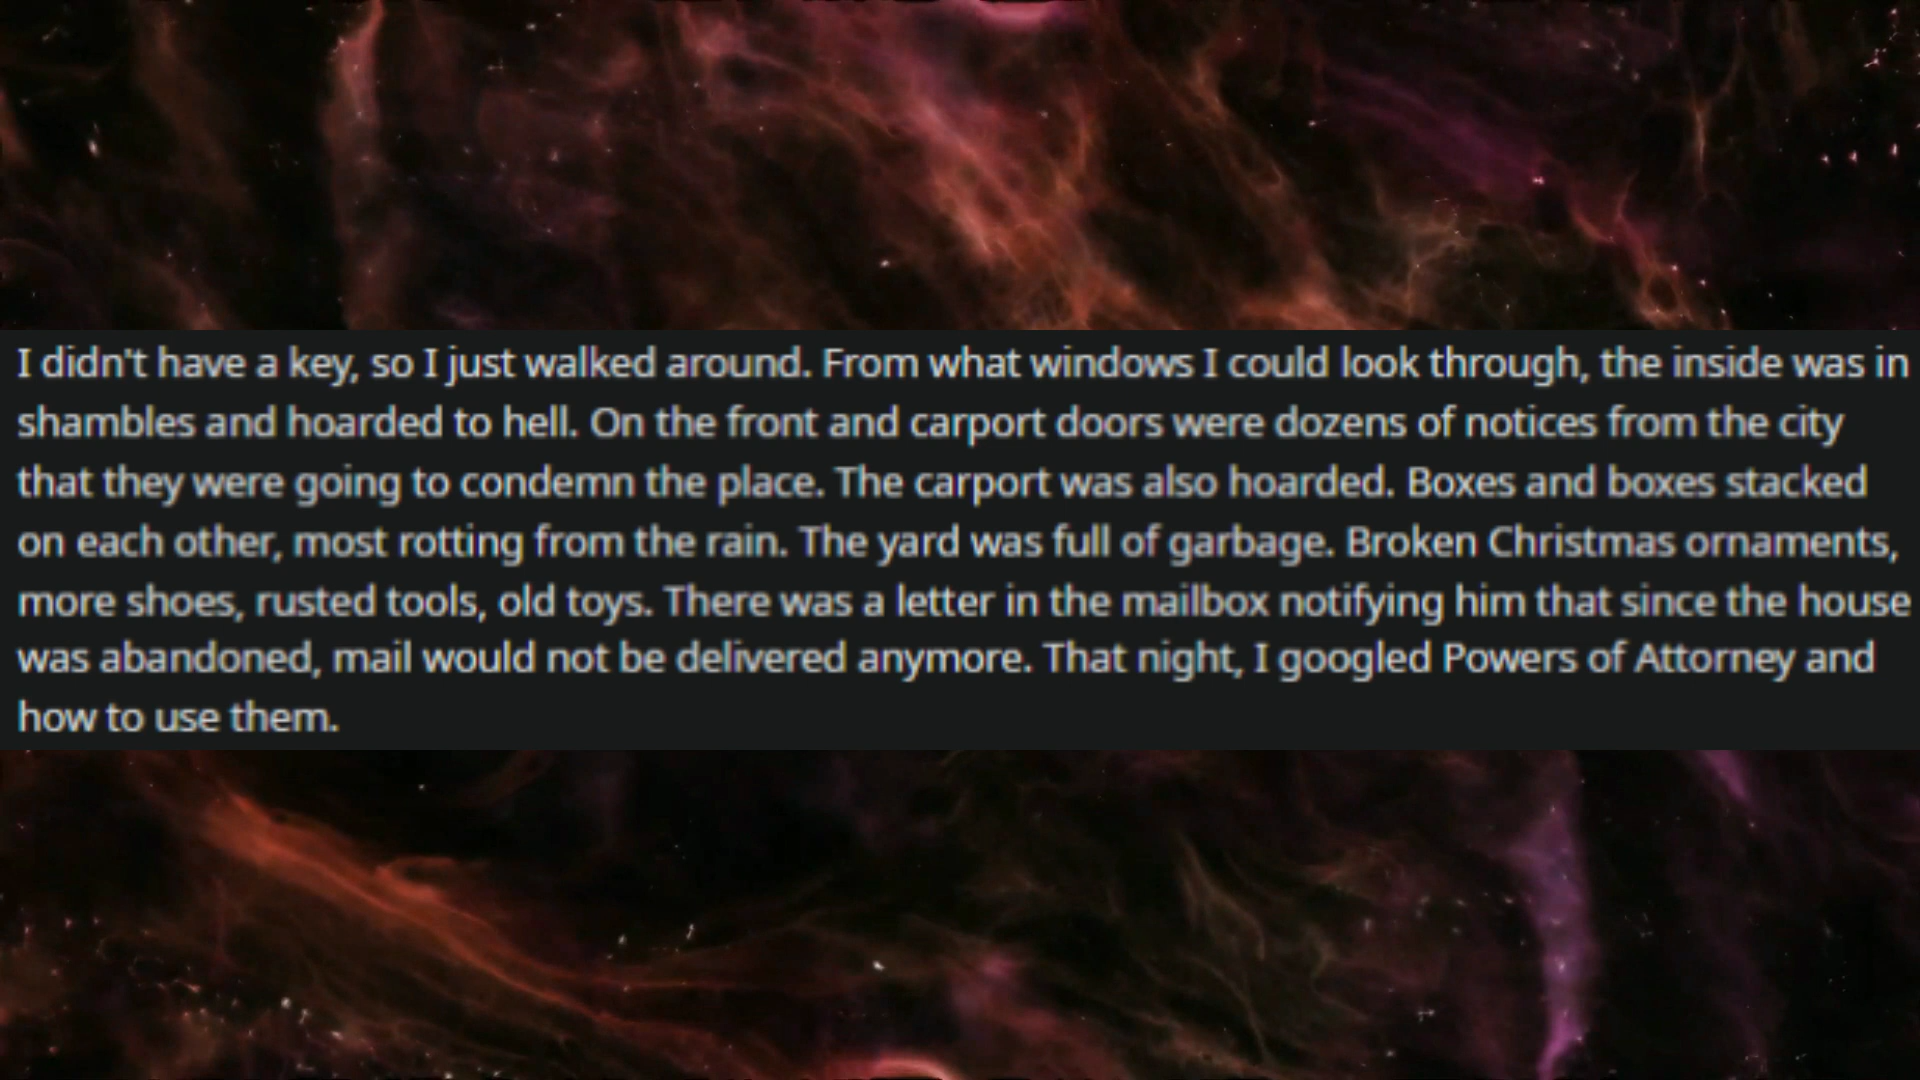 I didn't have a key, so I just walked around. From what windows I could look through, the inside was in
shambles and hoarded to hell. On the front and carport doors were dozens of notices from the city
that they were going to condemn the place. The carport was also hoarded. Boxes and boxes stacked
on each other, most rotting from the rain. The yard was full of garbage. Broken Christmas ornaments,
more shoes, rusted tools, old toys. There was a letter in the mailbox notifying him that since the house
was abandoned, mail would not be delivered anymore. That night, I googled Powers of Attorney and
how to use them.